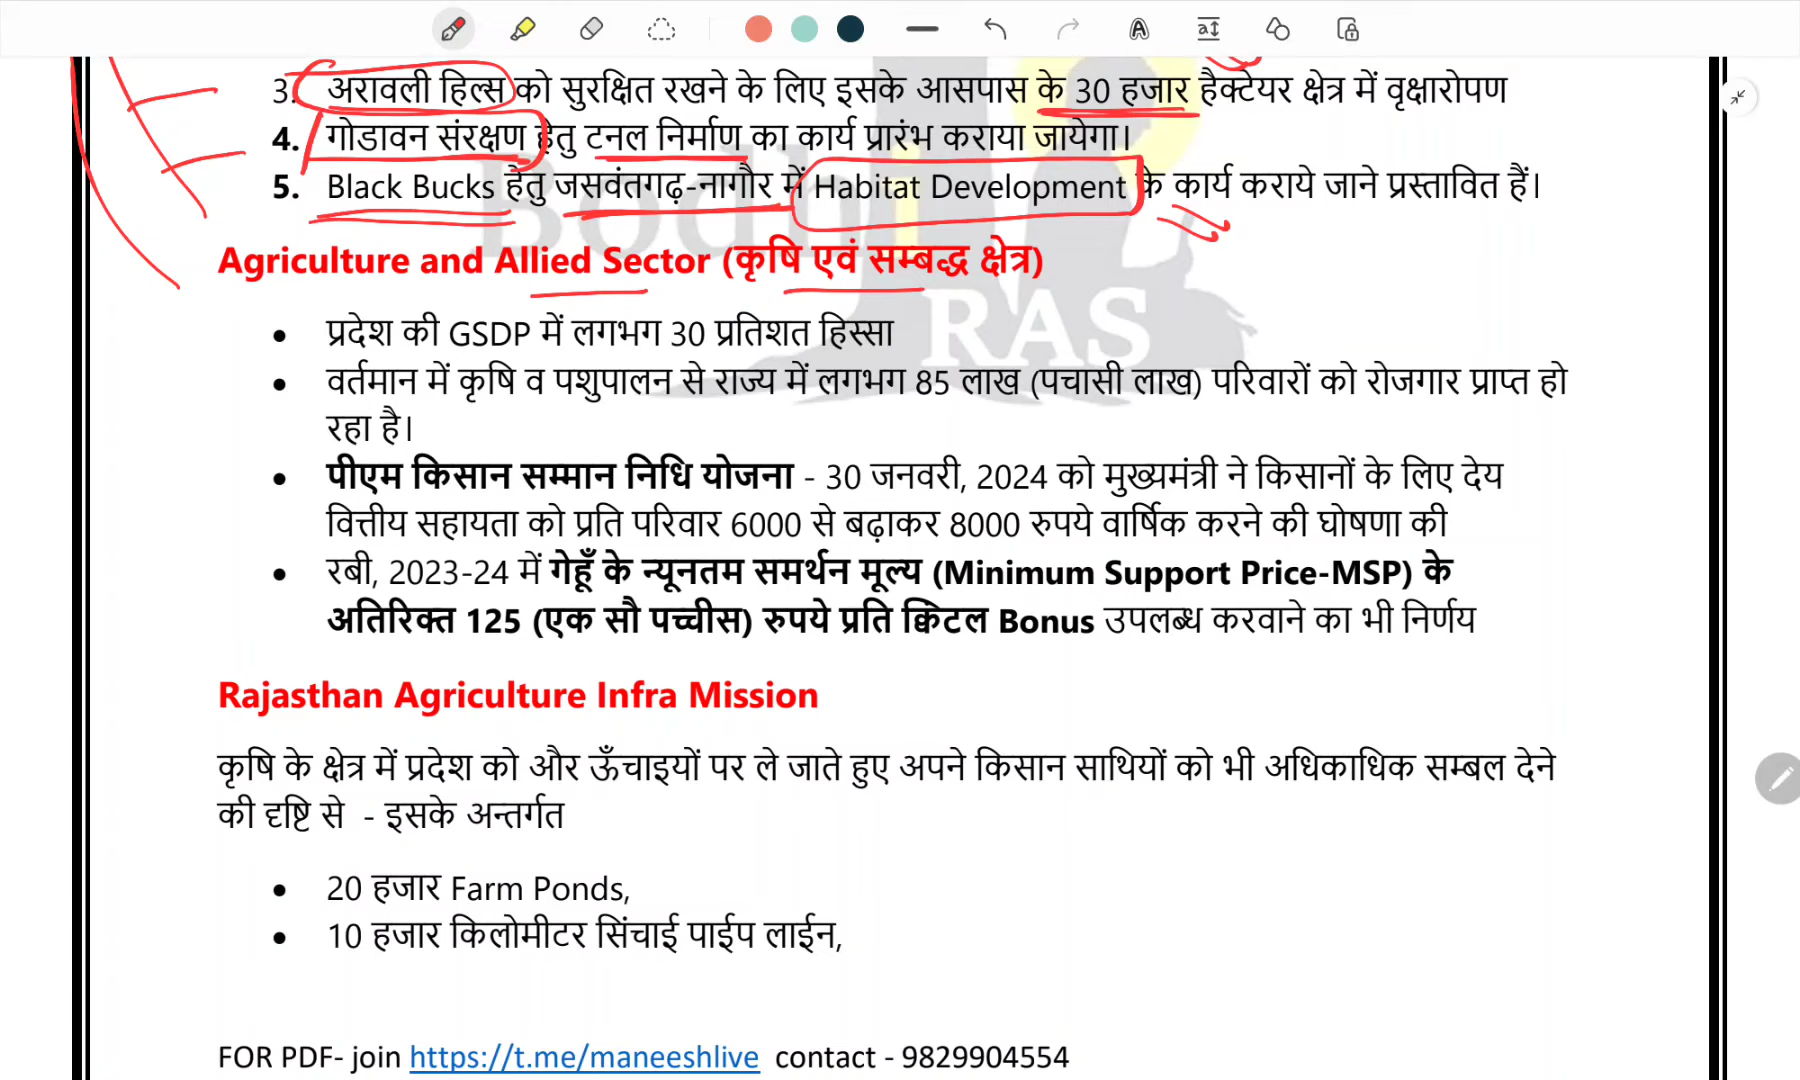 3. अरावली हिल्स को सुरक्षित रखने के लिए इसके आसपास के 30 हजार हैक्टेयर क्षेत्र में वृक्षारोपण
4. गोडावन संरक्षण हेतु टनल निर्माण का कार्य प्रारंभ कराया जायेगा।
5. Black Bucks हेतु जसवंतगढ़-नागौर में Habitat Development के कार्य कराये जाने प्रस्तावित हैं।
Bodhi
Agriculture and Allied Sector (कृषि एवं सम्बद्ध क्षेत्र)
RAS
• प्रदेश की GSDP में लगभग 30 प्रतिशत हिस्सा
• वर्तमान में कृषि व पशुपालन से राज्य में लगभग 85 लाख (पचासी लाख) परिवारों को रोजगार प्राप्त हो
रहा है।
• पीएम किसान सम्मान निधि योजना - 30 जनवरी, 2024 को मुख्यमंत्री ने किसानों के लिए देय
वित्तीय सहायता को प्रति परिवार 6000 से बढ़ाकर 8000 रुपये वार्षिक करने की घोषणा की
• रबी, 2023-24 में गेहूँ के न्यूनतम समर्थन मूल्य (Minimum Support Price-MSP) के
अतिरिक्त 125 (एक सौ पच्चीस) रुपये प्रति क्विंटल Bonus उपलब्ध करवाने का भी निर्णय
Rajasthan Agriculture Infra Mission
कृषि के क्षेत्र में प्रदेश को और ऊँचाइयों पर ले जाते हुए अपने किसान साथियों को भी अधिकाधिक सम्बल देने
की दृष्टि से - इसके अन्तर्गत
• 20 हजार Farm Ponds,
• 10 हजार किलोमीटर सिंचाई पाईप लाईन,
FOR PDF- join https://t.me/maneeshlive contact - 9829904554